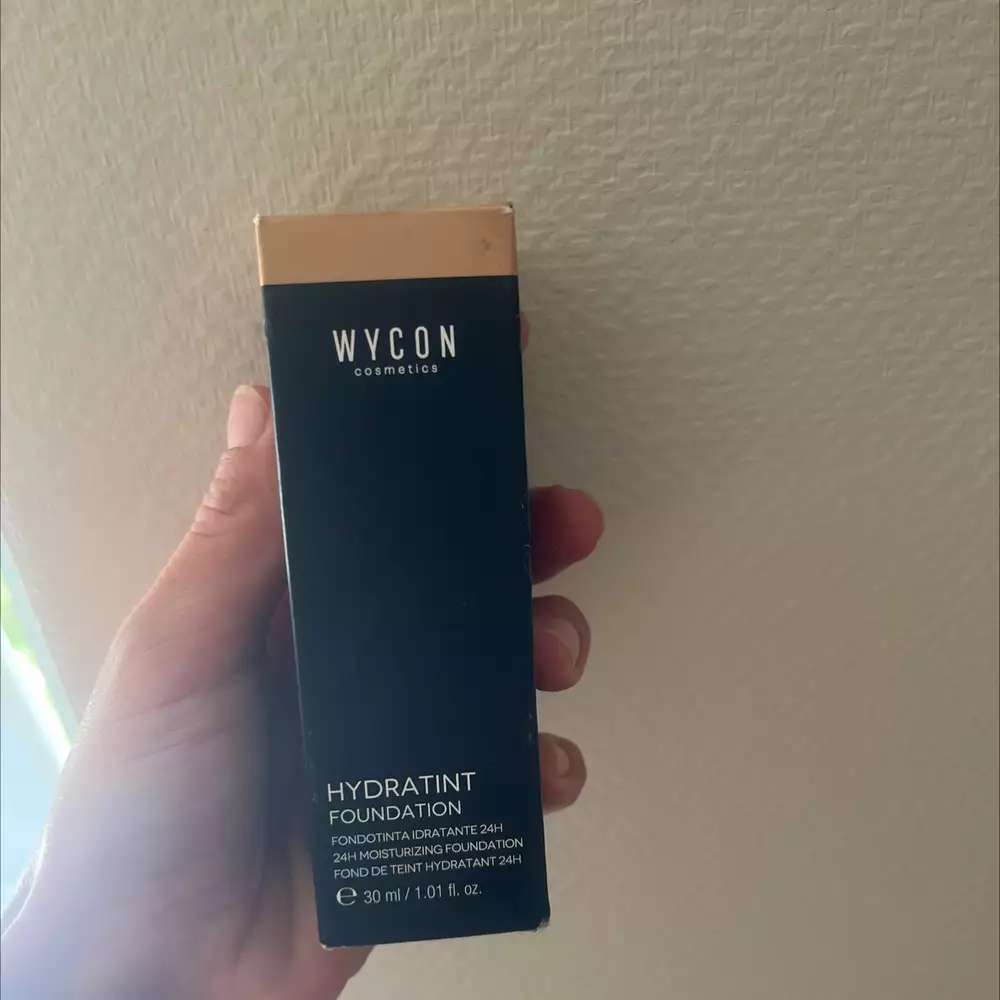 WYCON
cosmetics
HYDRATINT
FOUNDATION
FONDOTINTA IDRATANTE 24H
24H MOISTURIZING FOUNDATION
FOND DE TEINT HYDRATANT 24H
℮ 30 ml / 1.01 fl. oz.